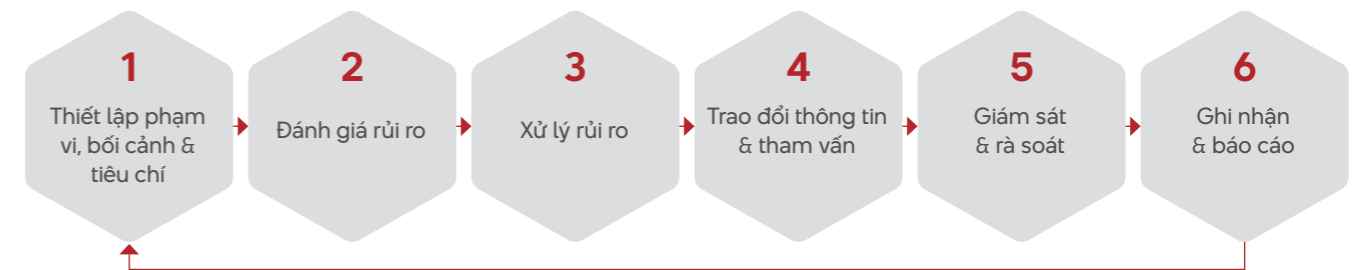 1
Thiết lập phạm
vi, bối cảnh &
tiêu chí
2
Đánh giá rủi ro
3
Xử lý rủi ro
4
Trao đổi thông tin
& tham vấn
5
Giám sát
& rà soát
6
Ghi nhận
& báo cáo